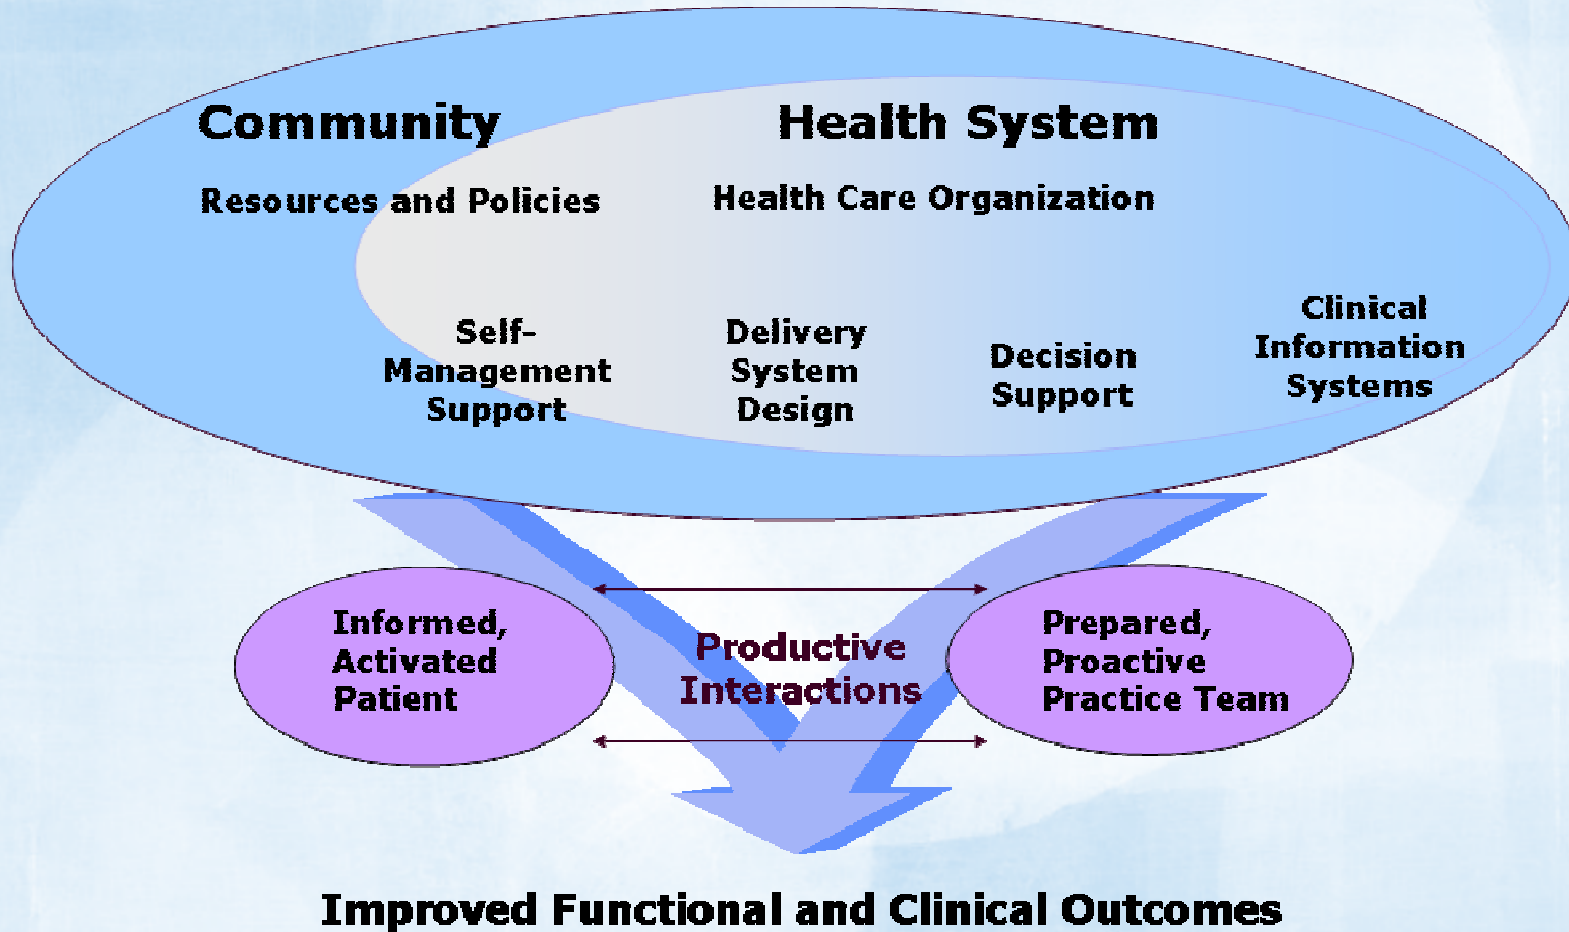 Community
Health System
Resources and Policies
Health Care Organization
Self-
Management
Support
Delivery
System
Design
Decision
Support
Clinical
Information
Systems
Informed,
Activated
Patient
Productive
Interactions
Prepared,
Proactive
Practice Team
Improved Functional and Clinical Outcomes